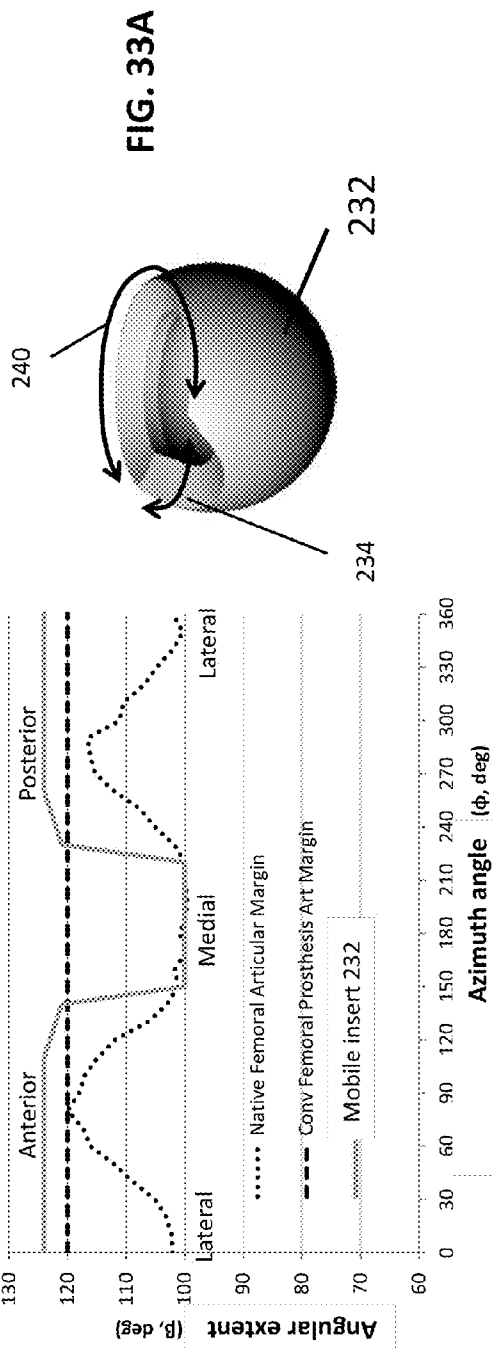 FIG. 33A
240
232
234
130
120
110
100
90
80
70
60
Angular extent (β, deg)
Anterior
Posterior
Lateral
Medial
Lateral
Native Femoral Articular Margin
Conv Femoral Prosthesis Art Margin
Mobile insert 232
0 30 60 90 120 150 180 210 240 270 300 330 360
Azimuth angle (ϕ, deg)